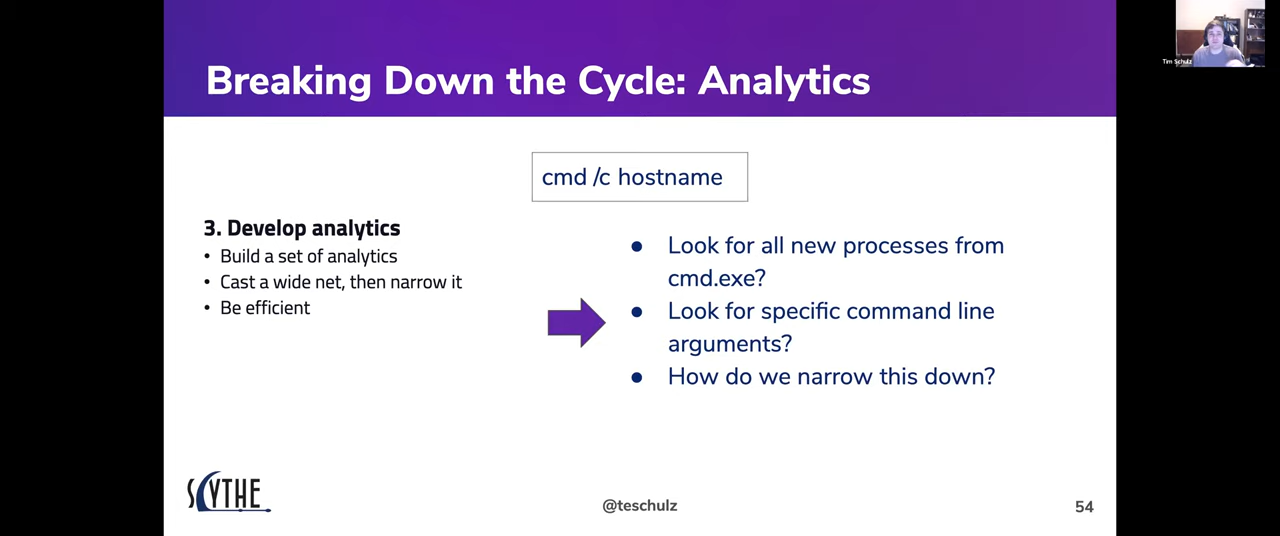 Tim Schulz
Breaking Down the Cycle: Analytics
cmd /c hostname
3. Develop analytics
• Build a set of analytics
• Cast a wide net, then narrow it
• Be efficient
● Look for all new processes from
cmd.exe?
● Look for specific command line
arguments?
● How do we narrow this down?
SCYTHE
@teschulz
54